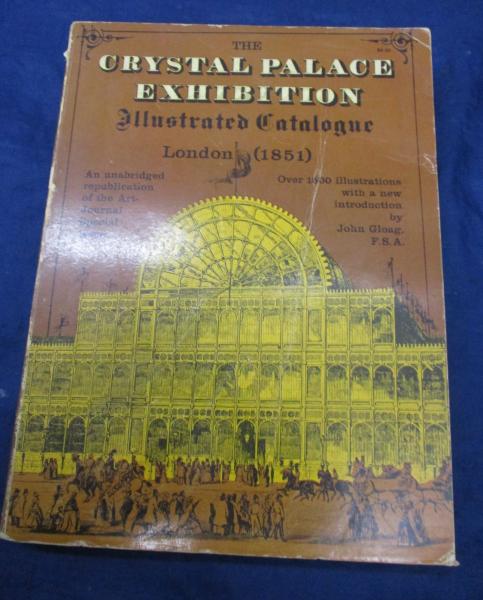 THE
CRYSTAL PALACE
EXHIBITION
Illustrated Catalogue
London (1851)
An unabridged
republication
of the Art-
Journal
Special
Over illustrations
with a new
introduction
by
John Gloag,
F.S.A.